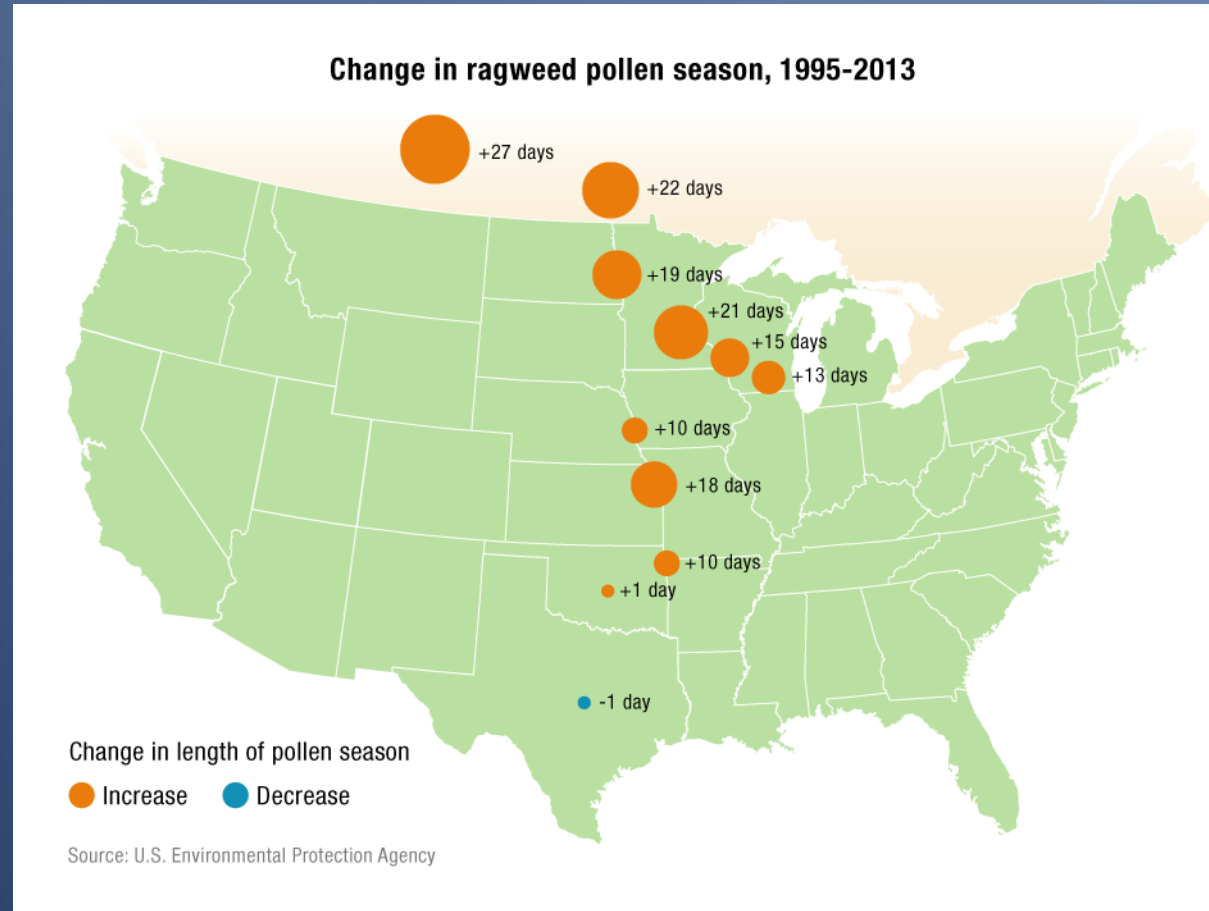 Change in ragweed pollen season, 1995-2013
+27 days
+22 days
+19 days
+21 days
+15 days
+13 days
+10 days
+18 days
+10 days
+1 day
-1 day
Change in length of pollen season
Increase Decrease
Source: U.S. Environmental Protection Agency